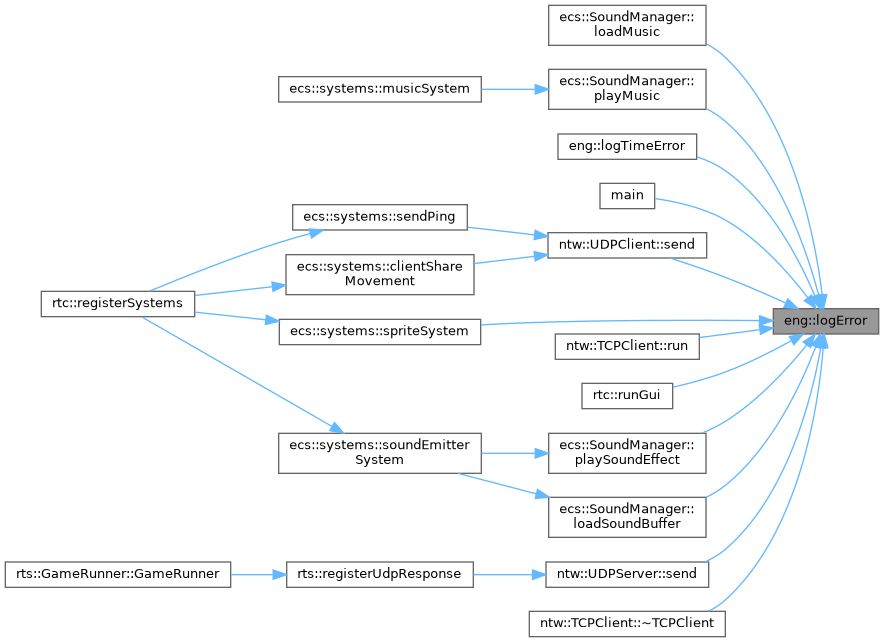 ecs::SoundManager::
loadMusic
ecs::systems::musicSystem
ecs::SoundManager::
playMusic
eng::logTimeError
main
ecs::systems::sendPing
ntw::UDPClient::send
ecs::systems::clientShare
Movement
rtc::registerSystems
eng::logError
ecs::systems::spriteSystem
ntw::TCPClient::run
rtc::runGui
ecs::systems::soundEmitter
System
ecs::SoundManager::
playSoundEffect
ecs::SoundManager::
loadSoundBuffer
rts::GameRunner::GameRunner
rts::registerUdpResponse
ntw::UDPServer::send
ntw::TCPClient::~TCPClient